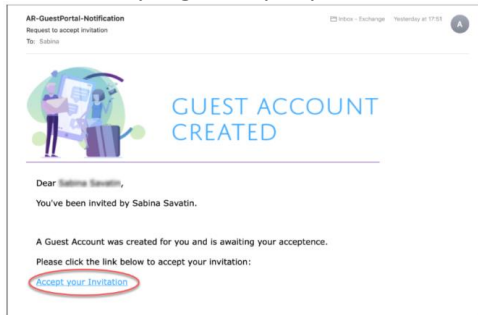 AR-GuestPortal-Notification
Inbox - Exchange Yesterday at 17:53
A
Request to accept invitation
To: Sabina
GUEST ACCOUNT
CREATED
Dear Sabina Savatin,
You've been invited by Sabina Savatin.
A Guest Account was created for you and is awaiting your acceptence.
Please click the link below to accept your invitation:
Accept your Invitation